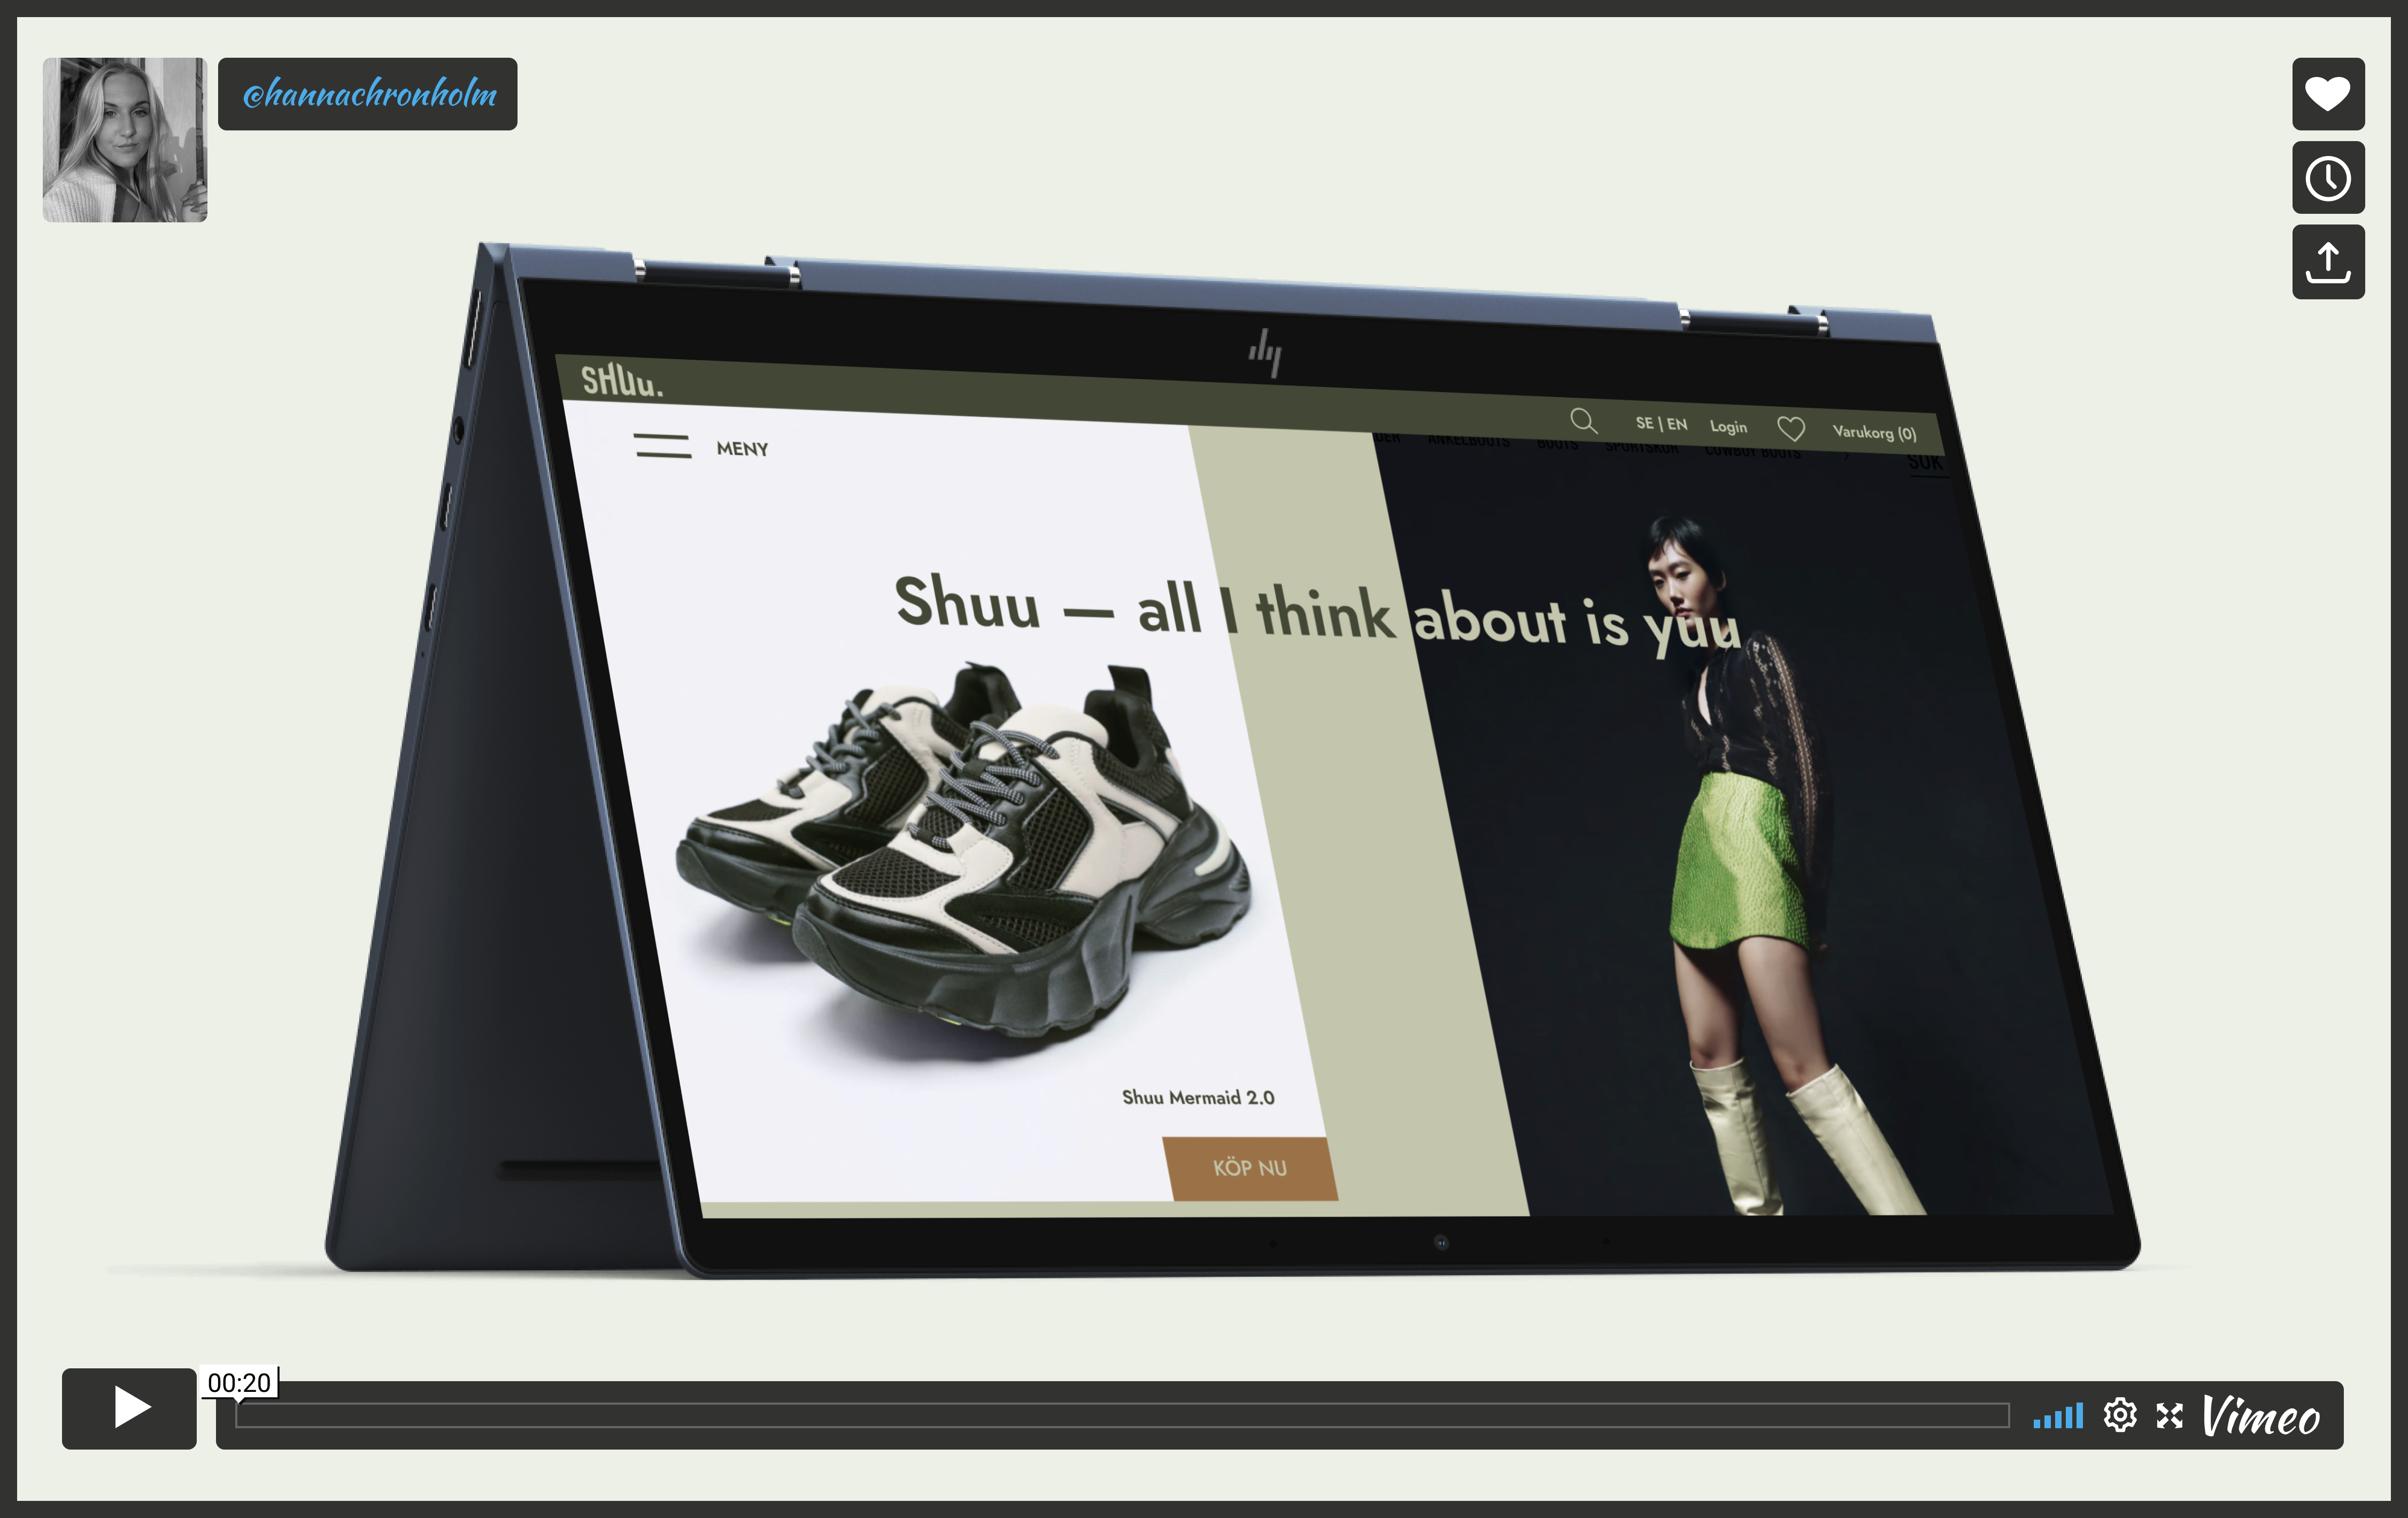 @hannachronholm
hp
SHUu.
SE | EN Login Varukorg (0)
MENY
ANKELBOOTS BOOTS SPORTSKOR COWBOY BOOTS
SÖK
Shuu — all I think about is yuu
Shuu Mermaid 2.0
KÖP NU
00:20
Vimeo